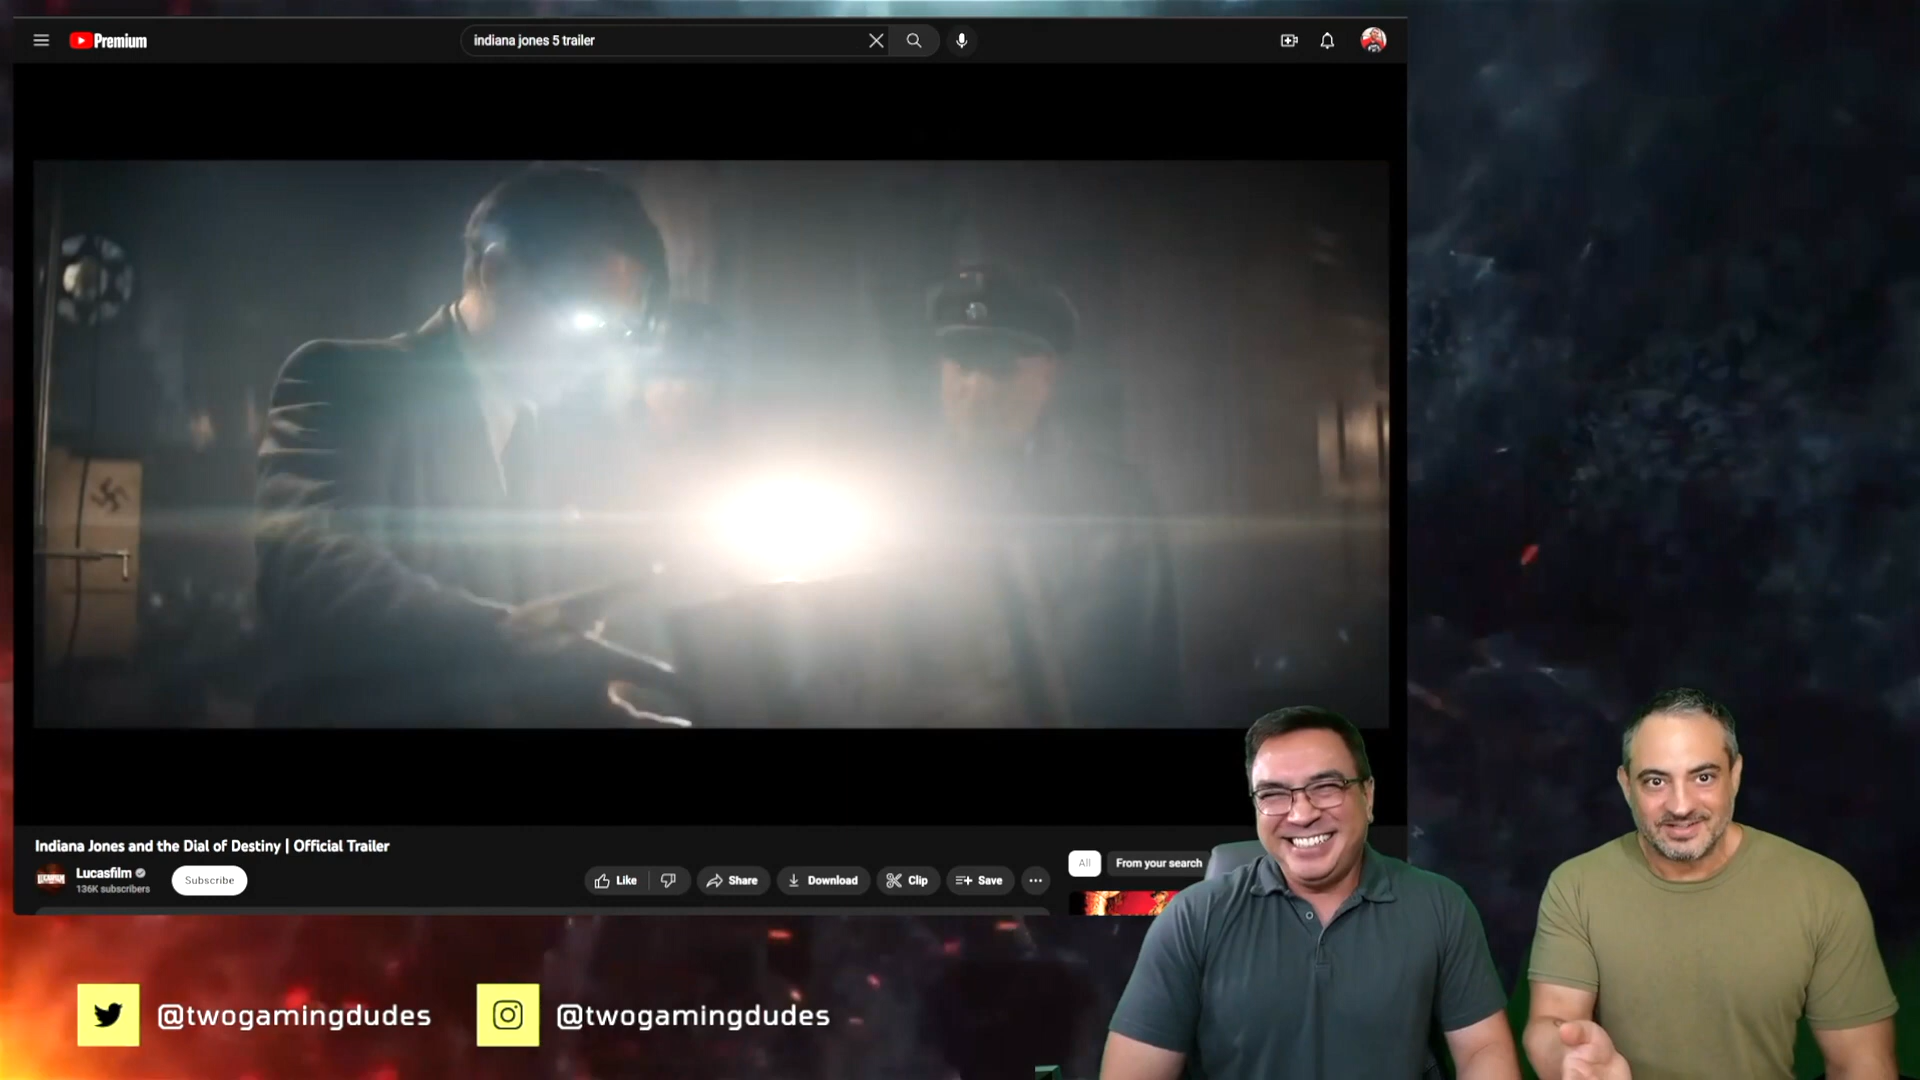 Premium
indiana jones 5 trailer
Indiana Jones and the Dial of Destiny | Official Trailer
Lucasfilm
136K subscribers
Subscribe
Like
Share
Download
Clip
Save
All
From your search
@twogamingdudes
@twogamingdudes